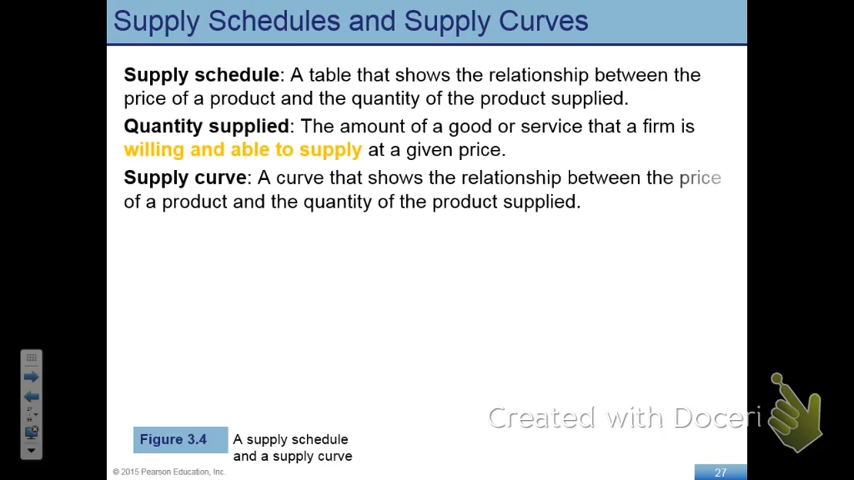 Supply Schedules and Supply Curves
Supply schedule: A table that shows the relationship between the
price of a product and the quantity of the product supplied.
Quantity supplied: The amount of a good or service that a firm is
willing and able to supply at a given price.
Supply curve: A curve that shows the relationship between the price
of a product and the quantity of the product supplied.
Created with Doceri
Figure 3.4 A supply schedule
and a supply curve
© 2015 Pearson Education, Inc.
27